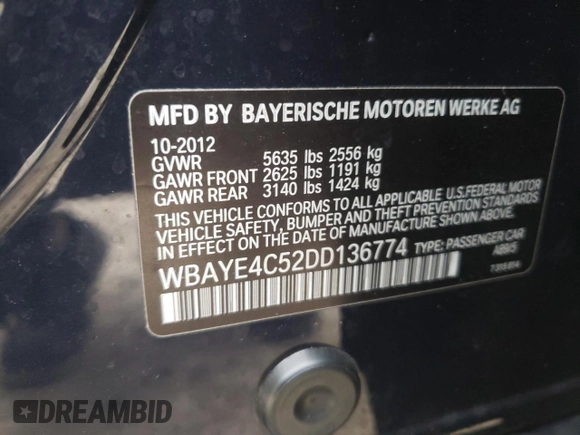 MFD BY BAYERISCHE MOTOREN WERKE AG
10-2012
GVWR 5635 lbs 2556 kg
GAWR FRONT 2625 lbs 1191 kg
GAWR REAR 3140 lbs 1424 kg
THIS VEHICLE CONFORMS TO ALL APPLICABLE U.S.FEDERAL MOTOR
VEHICLE SAFETY, BUMPER AND THEFT PREVENTION STANDARDS
IN EFFECT ON THE DATE OF MANUFACTURE SHOWN ABOVE.
WBAYE4C52DD136774 TYPE: PASSENGER CAR
DREAMBID